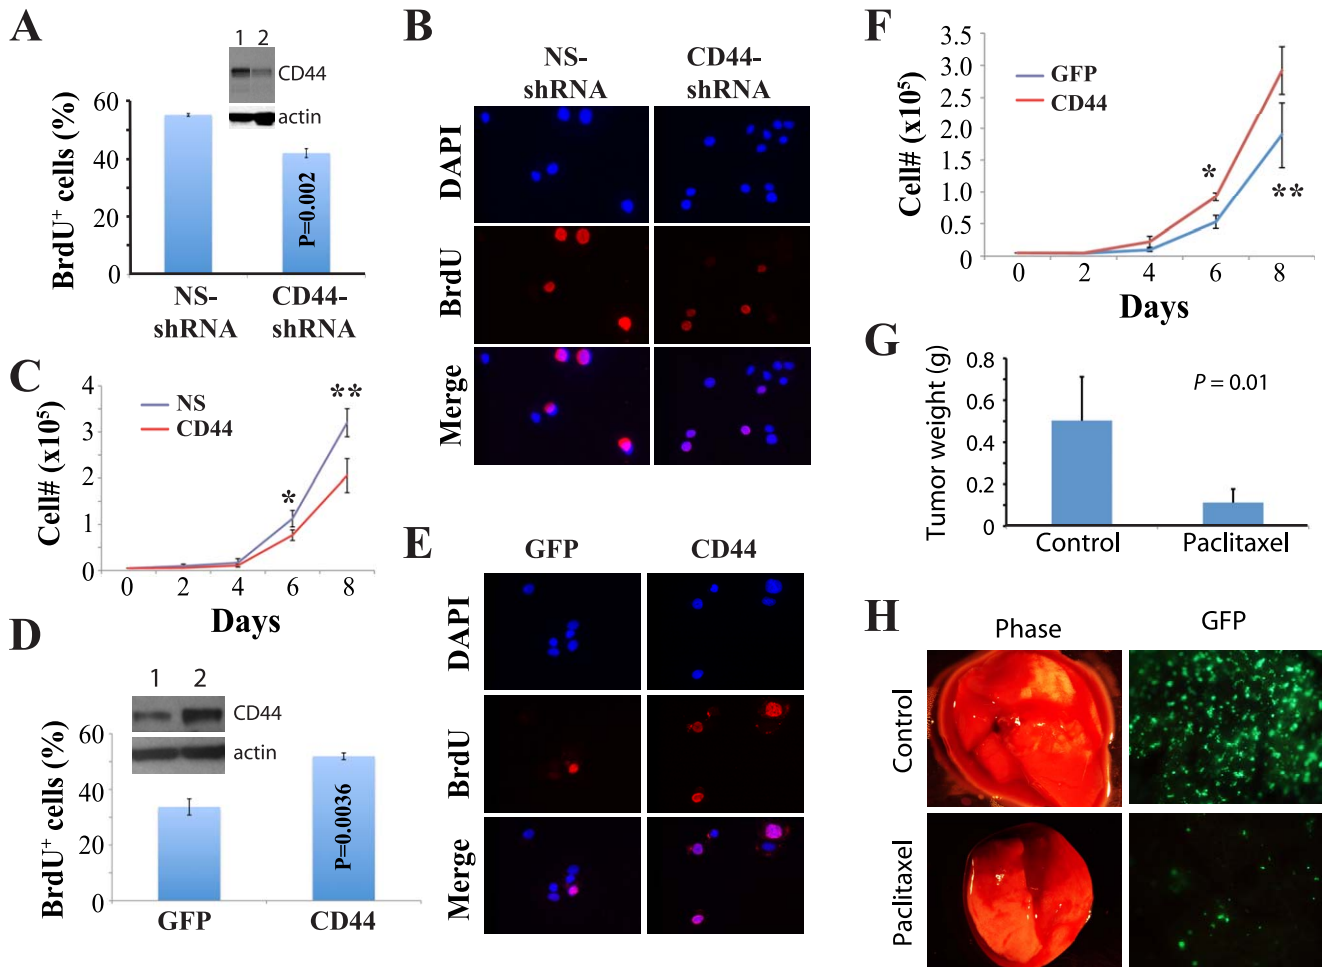 A
1 2
CD44
actin
BrdU+ cells (%)
60
40
20
0
P=0.002
NS-
shRNA
CD44-
shRNA
B
NS-
shRNA
CD44-
shRNA
DAPI
BrdU
Merge
C
Cell# (x10⁵)
4
3
2
1
0
NS
CD44
*
**
0 2 4 6 8
Days
D
1 2
CD44
actin
BrdU+ cells (%)
60
40
20
0
P=0.0036
GFP CD44
E
GFP CD44
DAPI
BrdU
Merge
F
Cell# (x10⁵)
3.5
3.0
2.5
2.0
1.5
1.0
0.5
0
GFP
CD44
*
**
0 2 4 6 8
Days
G
Tumor weight (g)
0.8
0.6
0.4
0.2
0
P = 0.01
Control Paclitaxel
H
Phase GFP
Control
Paclitaxel